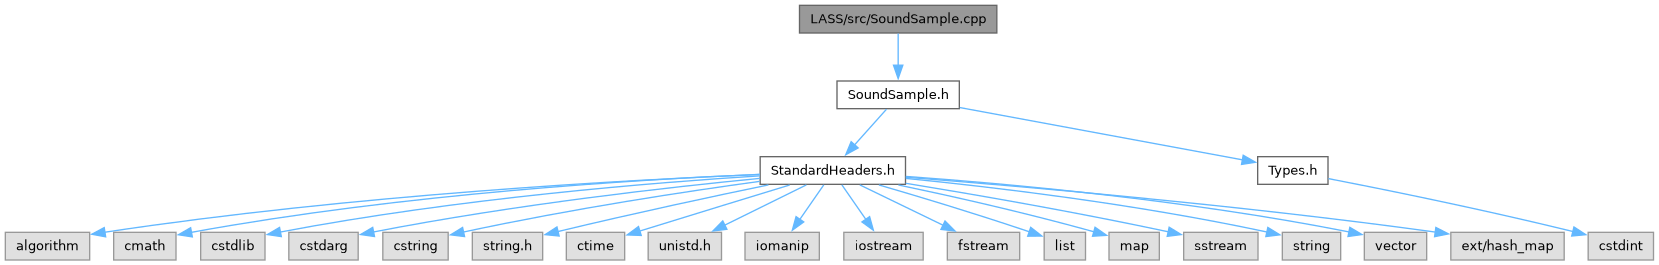 LASS/src/SoundSample.cpp
SoundSample.h
StandardHeaders.h
Types.h
algorithm
cmath
cstdlib
cstdarg
cstring
string.h
ctime
unistd.h
iomanip
iostream
fstream
list
map
sstream
string
vector
ext/hash_map
cstdint